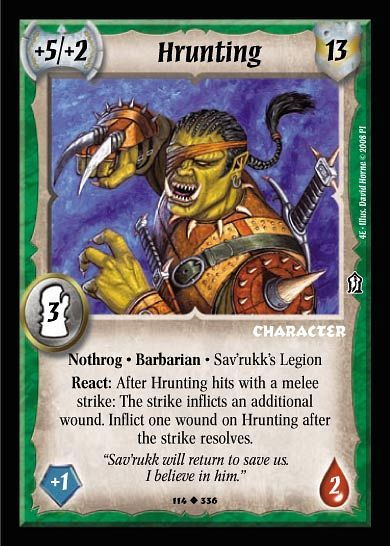 +5/+2
Hrunting
13
4E • Illus. David Horne © 2008 PI
3
CHARACTER
Nothrog • Barbarian • Sav'rukk's Legion
React: After Hrunting hits with a melee
strike: The strike inflicts an additional
wound. Inflict one wound on Hrunting after
the strike resolves.
“Sav'rukk will return to save us.
I believe in him.”
+1
114 ◆ 336
2